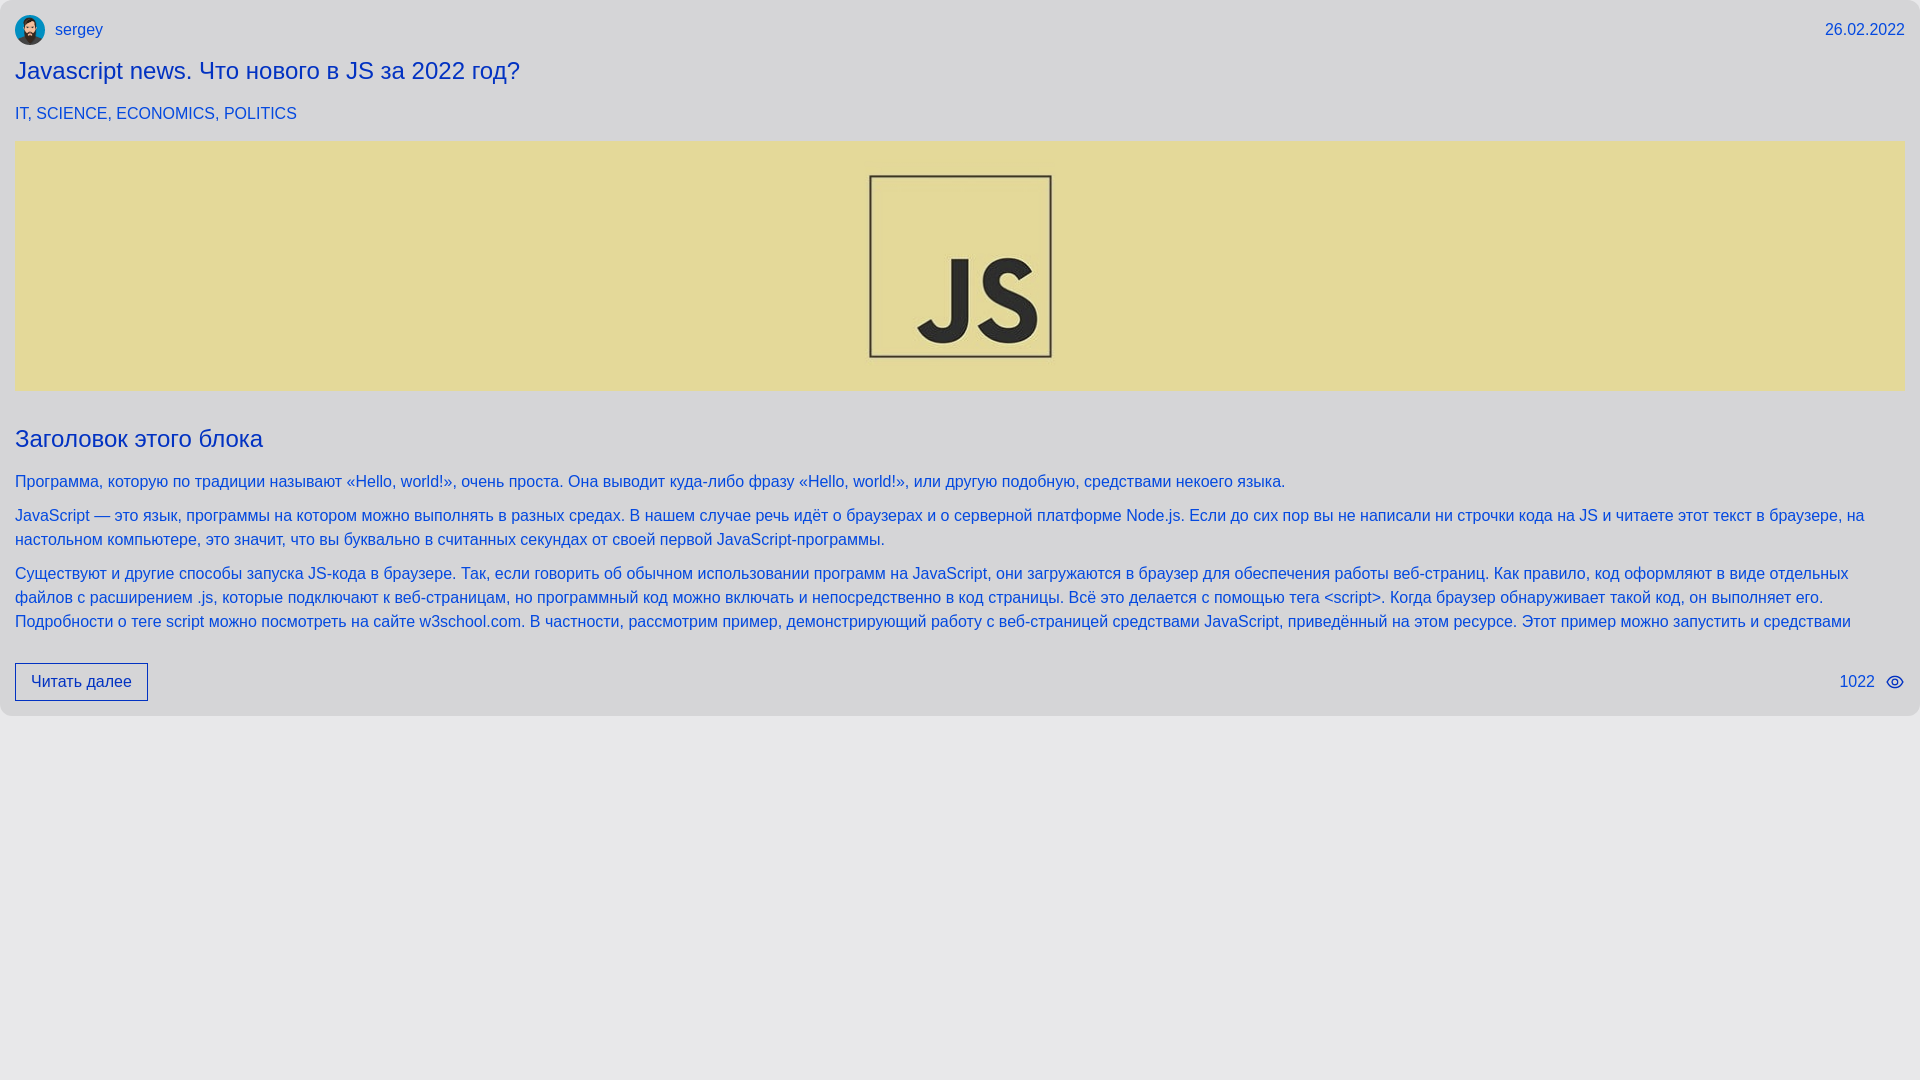 sergey
26.02.2022
Javascript news. Что нового в JS за 2022 год?
IT, SCIENCE, ECONOMICS, POLITICS
JS
Заголовок этого блока
Программа, которую по традиции называют «Hello, world!», очень проста. Она выводит куда-либо фразу «Hello, world!», или другую подобную, средствами некоего языка.
JavaScript — это язык, программы на котором можно выполнять в разных средах. В нашем случае речь идёт о браузерах и о серверной платформе Node.js. Если до сих пор вы не написали ни строчки кода на JS и читаете этот текст в браузере, на
настольном компьютере, это значит, что вы буквально в считанных секундах от своей первой JavaScript-программы.
Существуют и другие способы запуска JS-кода в браузере. Так, если говорить об обычном использовании программ на JavaScript, они загружаются в браузер для обеспечения работы веб-страниц. Как правило, код оформляют в виде отдельных
файлов с расширением .js, которые подключают к веб-страницам, но программный код можно включать и непосредственно в код страницы. Всё это делается с помощью тега <script>. Когда браузер обнаруживает такой код, он выполняет его.
Подробности о теге script можно посмотреть на сайте w3school.com. В частности, рассмотрим пример, демонстрирующий работу с веб-страницей средствами JavaScript, приведённый на этом ресурсе. Этот пример можно запустить и средствами
Читать далее
1022